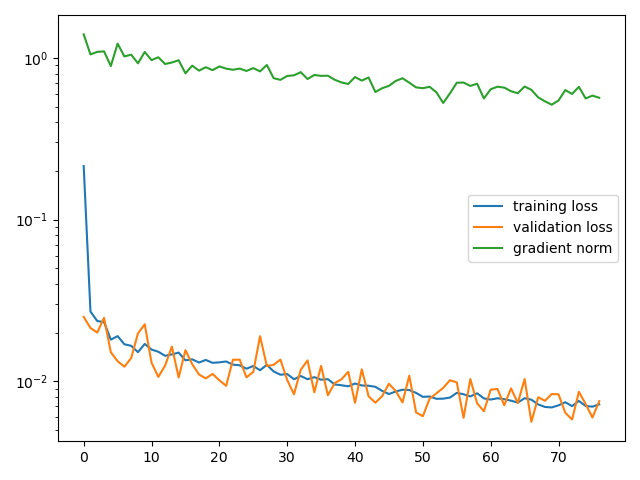 10⁰
10⁻¹
10⁻²
training loss
validation loss
gradient norm
0 10 20 30 40 50 60 70